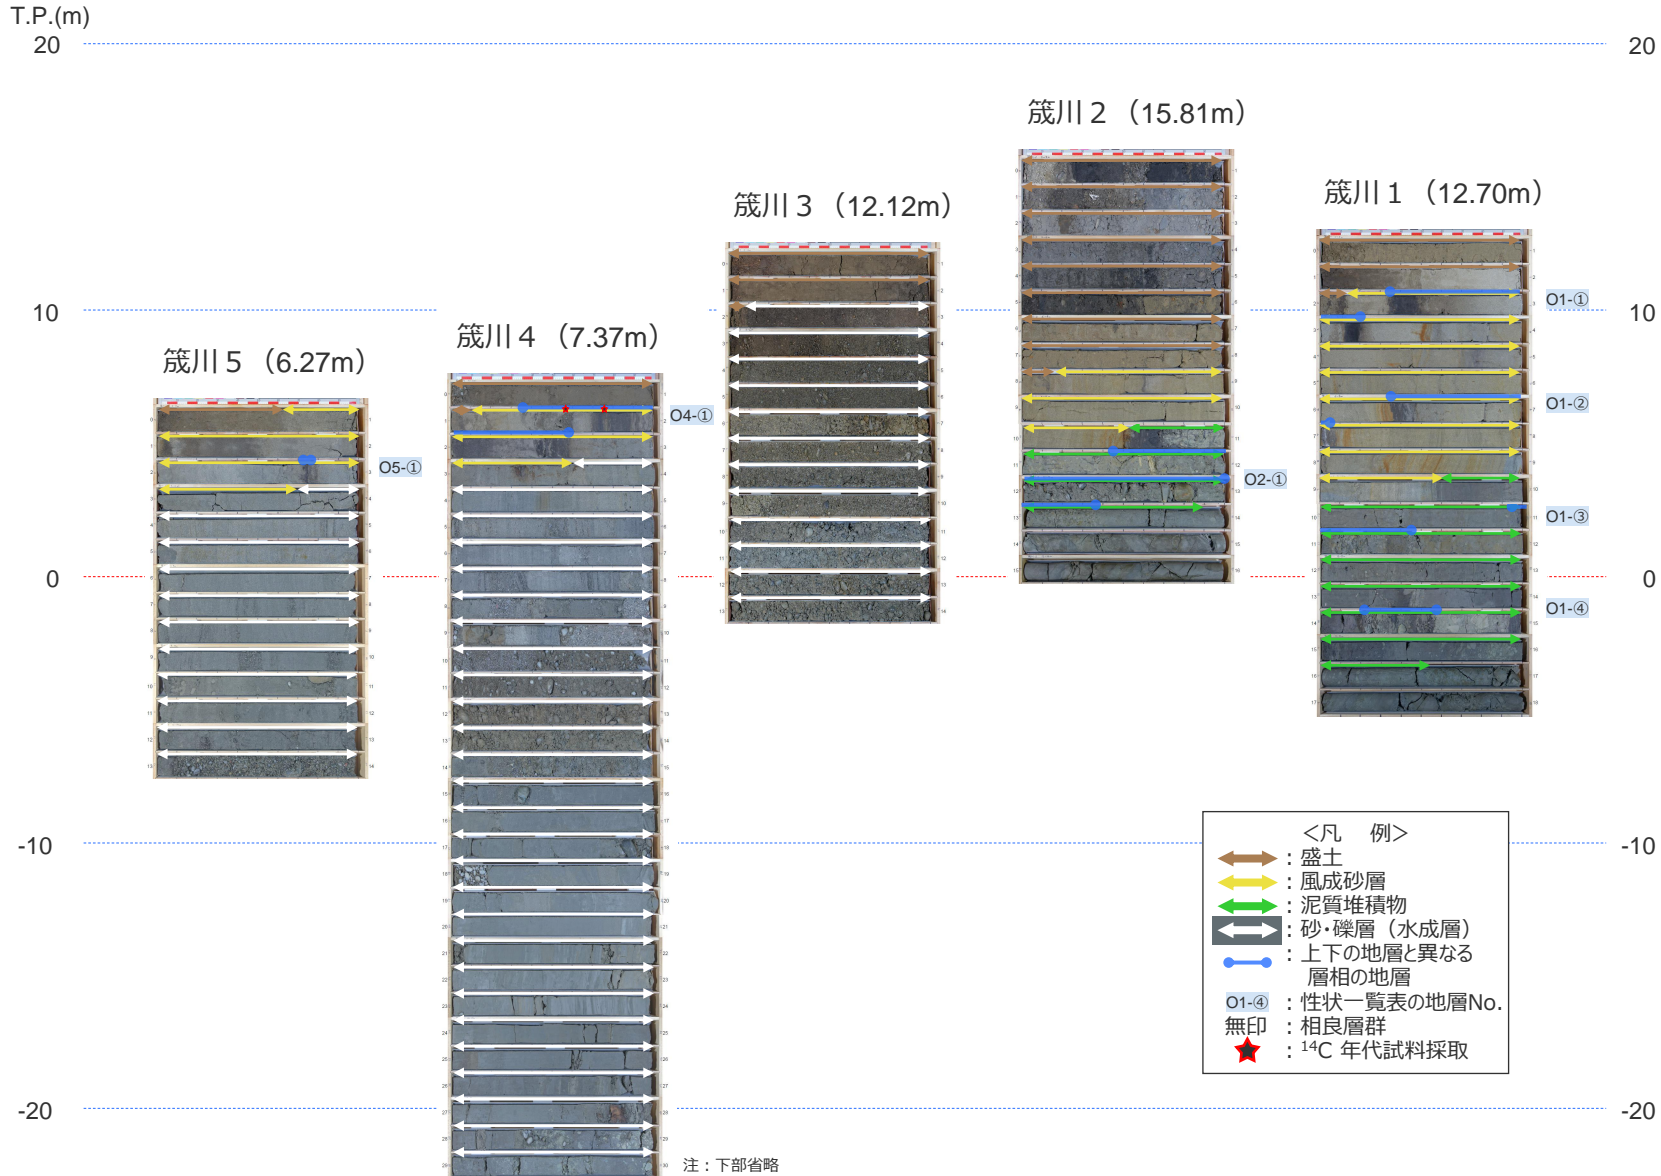 T.P.(m)
20
20
筬川２（15.81m）
筬川１（12.70m）
筬川３（12.12m）
O1-①
10
10
筬川４（7.37m）
筬川５（6.27m）
O1-②
O4-①
O5-①
O2-①
O1-③
0
0
O1-④
-10
-10
＜凡　例＞
：盛土
：風成砂層
：泥質堆積物
：砂・礫層（水成層）
：上下の地層と異なる
層相の地層
O1-④：性状一覧表の地層No.
無印：相良層群
：14C 年代試料採取
-20
-20
注：下部省略